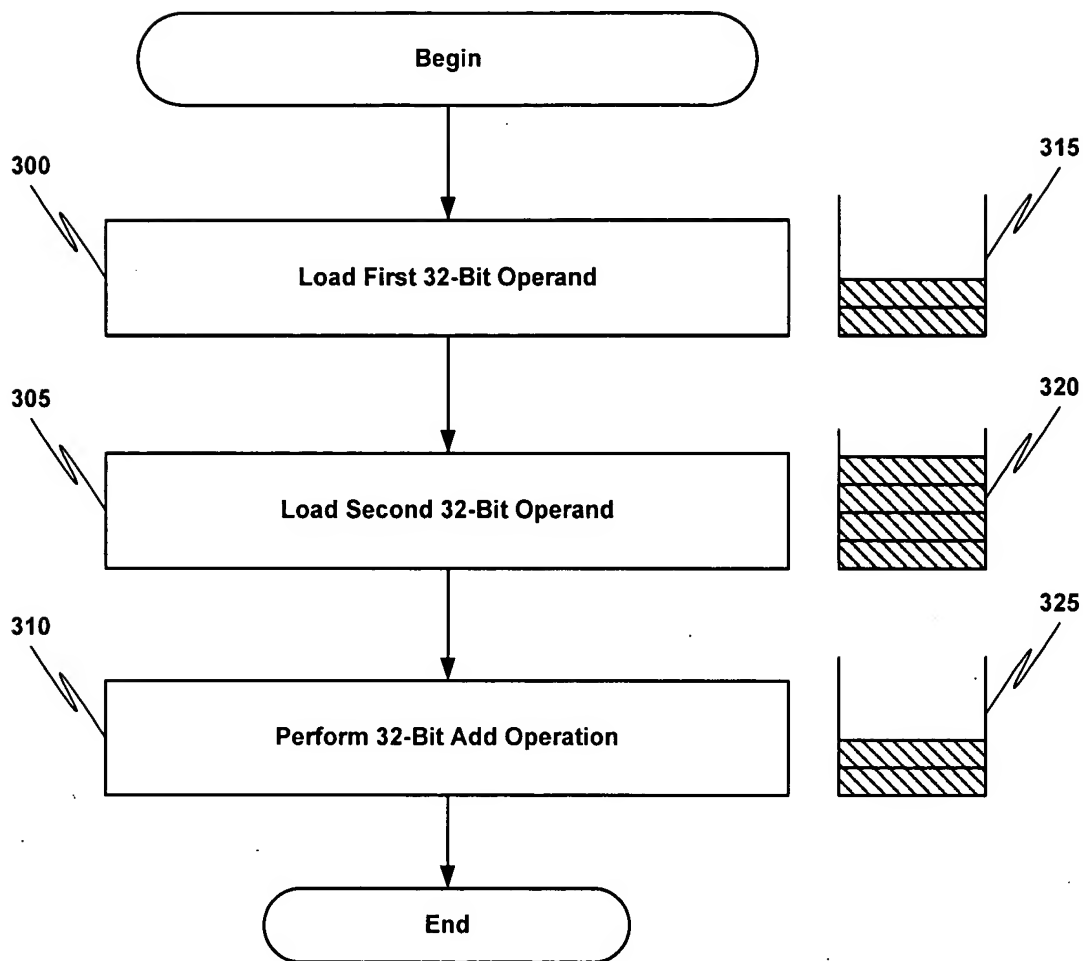 Begin
300
315
Load First 32-Bit Operand
305
320
Load Second 32-Bit Operand
310
325
Perform 32-Bit Add Operation
End